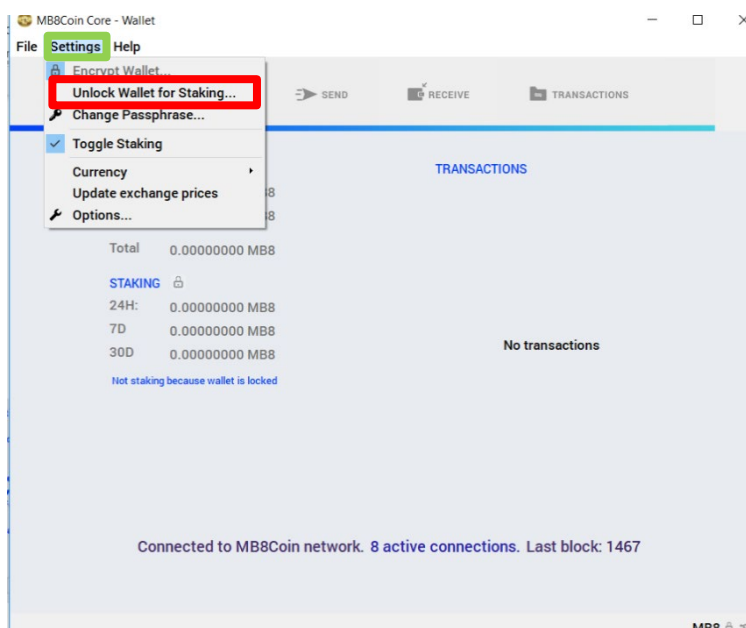 MB8Coin Core - Wallet
File Settings Help
Encrypt Wallet...
Unlock Wallet for Staking...
Change Passphrase...
Toggle Staking
Currency
Update exchange prices
Options...
SEND
RECEIVE
TRANSACTIONS
TRANSACTIONS
No transactions
Total 0.00000000 MB8
STAKING
24H: 0.00000000 MB8
7D 0.00000000 MB8
30D 0.00000000 MB8
Not staking because wallet is locked
Connected to MB8Coin network. 8 active connections. Last block: 1467